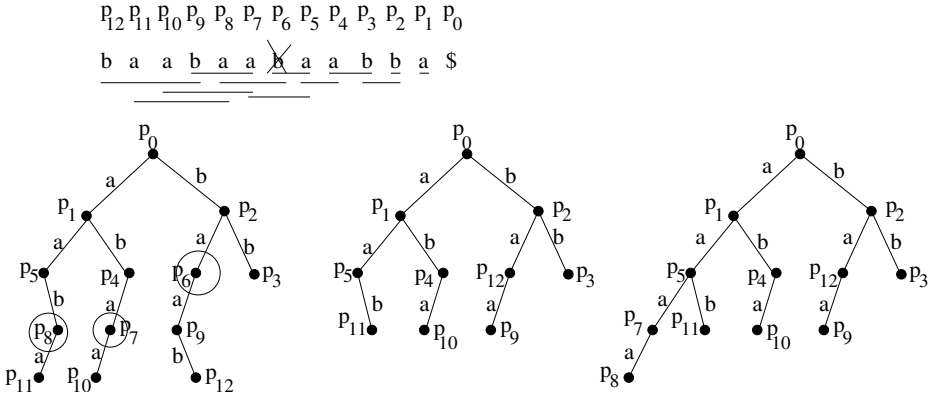 p12 p11 p10 p9 p8 p7 p6 p5 p4 p3 p2 p1 p0
b a a b a a b a a b b a $
p0 p0 p0
a b a b a b
p1 p2 p1 p2 p1 p2
a b a b a b a b a b a b
p5 p4 p6 p3 p5 p4 p12 p3 p5 p4 p12 p3
b a a b a a a b a a
p8 p7 p9 p11 p10 p9 p7 p11 p10 p9
a a b a
p11 p10 p12 p8